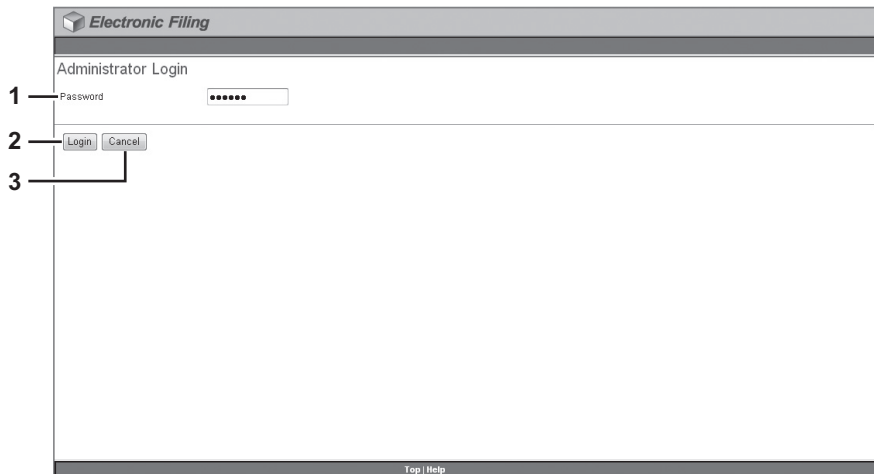 Electronic Filing
Administrator Login
1 Password ••••••
2 Login Cancel
3
Top | Help